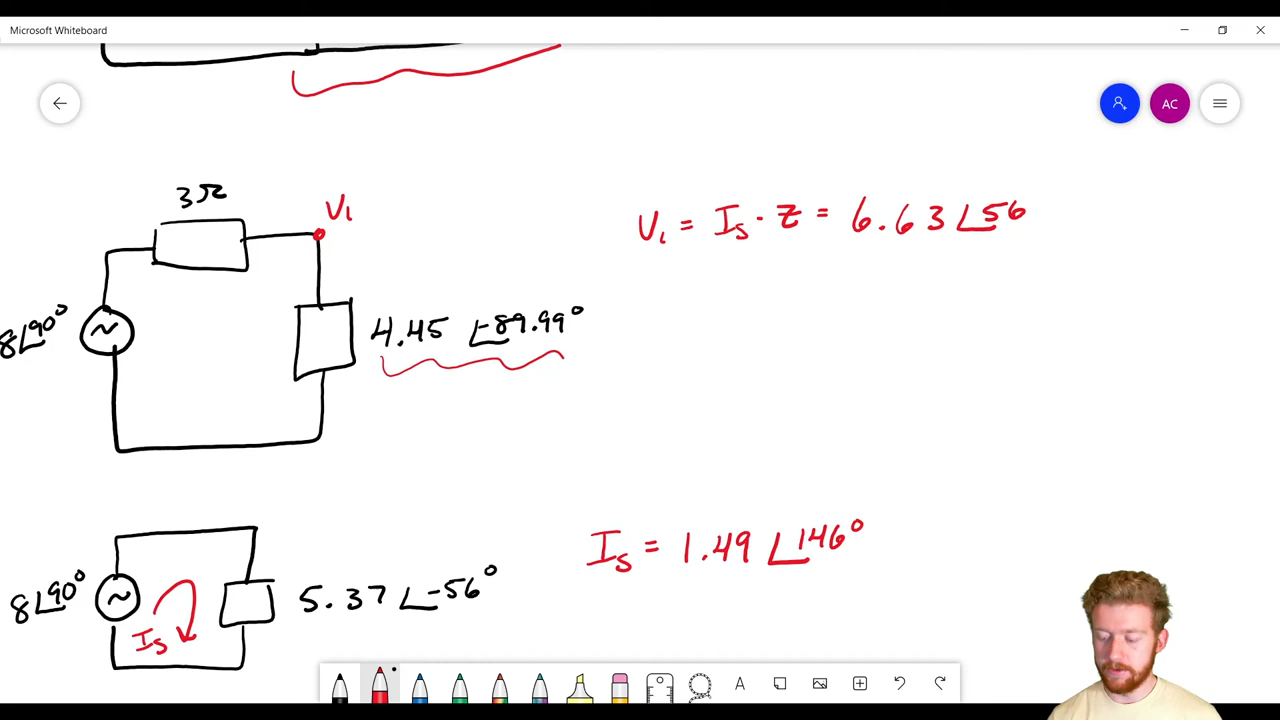 Microsoft Whiteboard
AC
3Ω
V₁
V₁ = Iₛ · Z = 6.63∠56
8∠90°
4.45 ∠-89.99°
Iₛ = 1.49∠146°
8∠90°
Iₛ
5.37∠-56°
A